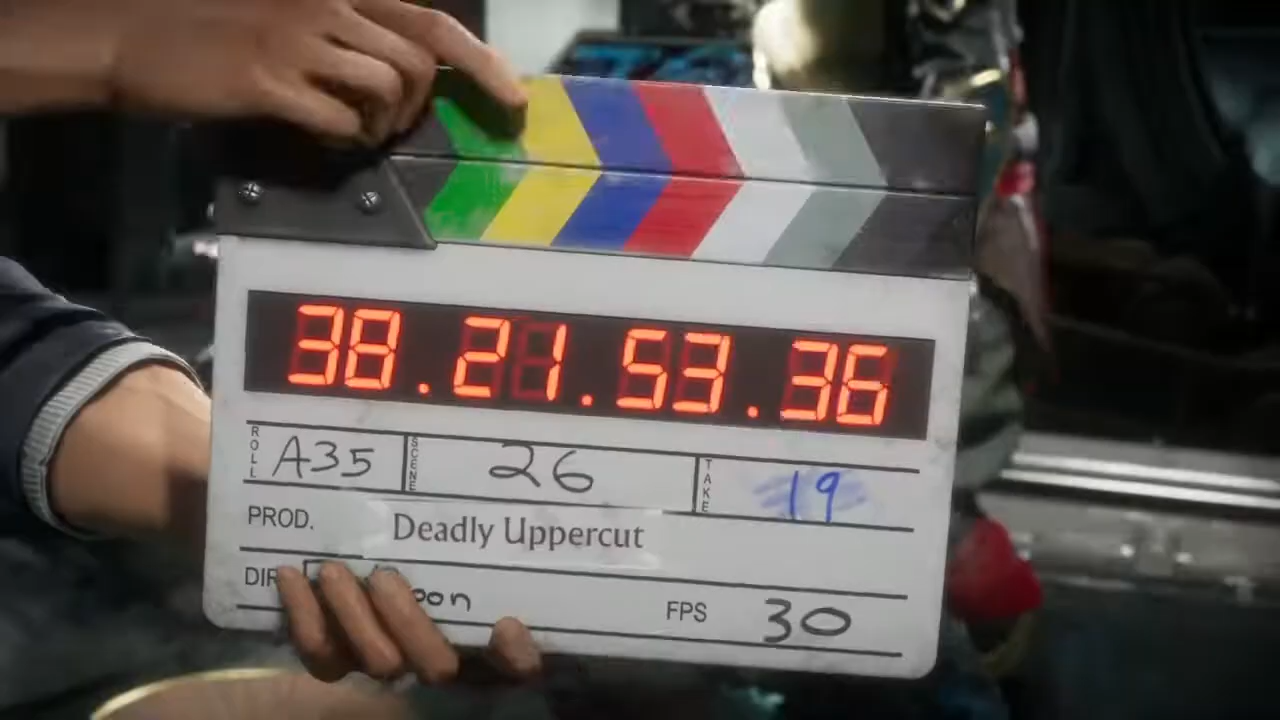 38.21.53.36
ROLL A35 SCENE 26 TAKE 19
PROD. Deadly Uppercut
FPS 30